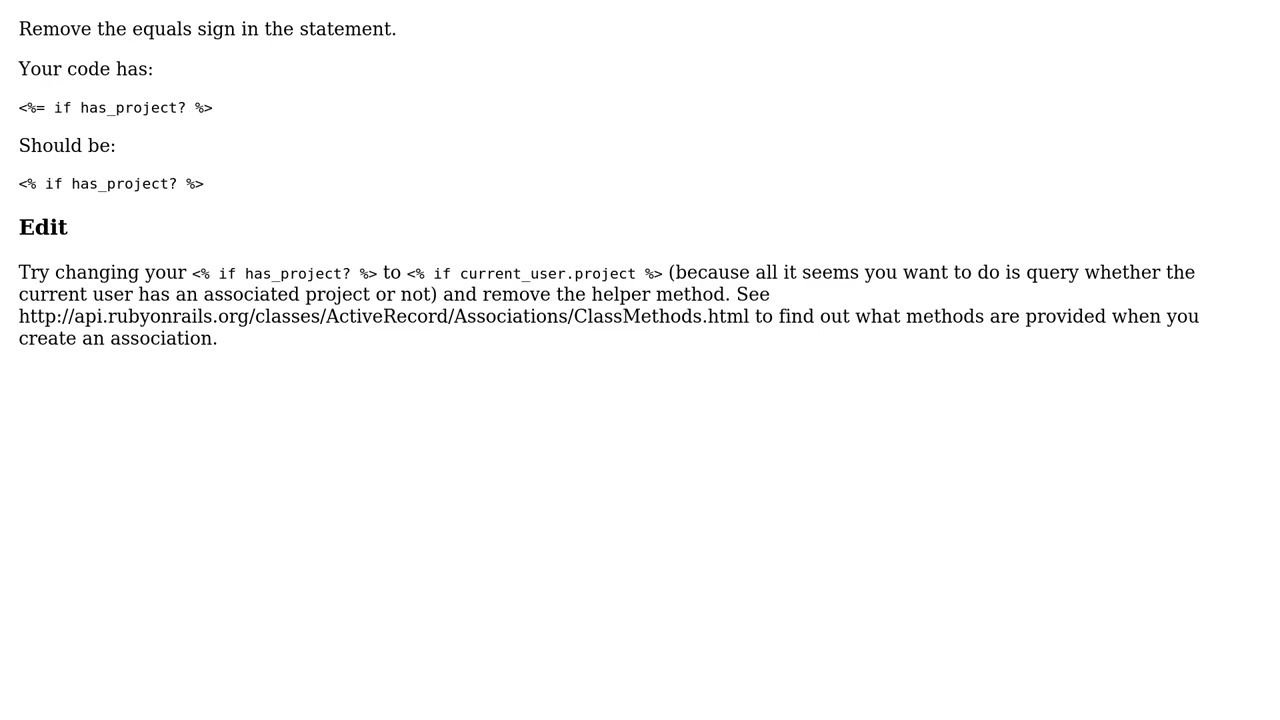 Remove the equals sign in the statement.
Your code has:
<%= if has_project? %>
Should be:
<% if has_project? %>
Edit
Try changing your <% if has_project? %> to <% if current_user.project %> (because all it seems you want to do is query whether the
current user has an associated project or not) and remove the helper method. See
http://api.rubyonrails.org/classes/ActiveRecord/Associations/ClassMethods.html to find out what methods are provided when you
create an association.